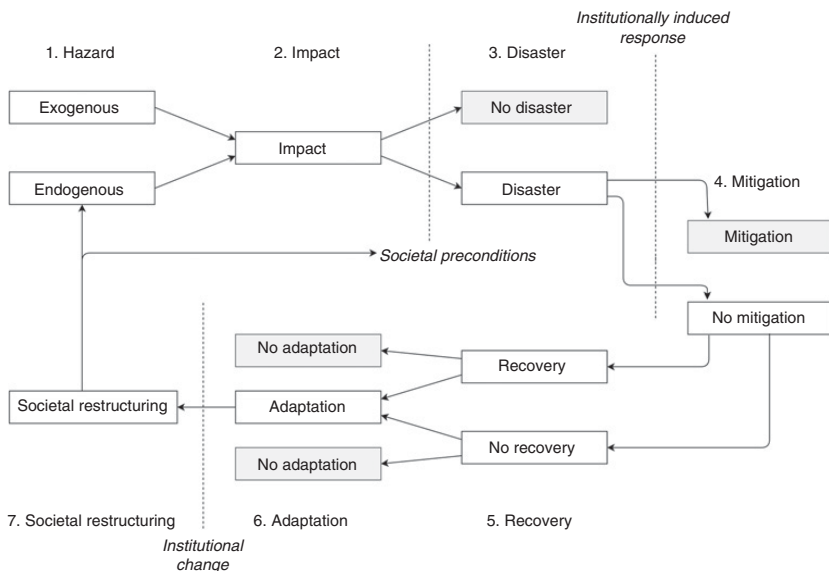 Institutionally induced
response
1. Hazard
2. Impact
3. Disaster
Exogenous
No disaster
Impact
Endogenous
Disaster
4. Mitigation
Mitigation
Societal preconditions
No mitigation
No adaptation
Recovery
Societal restructuring
Adaptation
No recovery
No adaptation
7. Societal restructuring
6. Adaptation
5. Recovery
Institutional
change